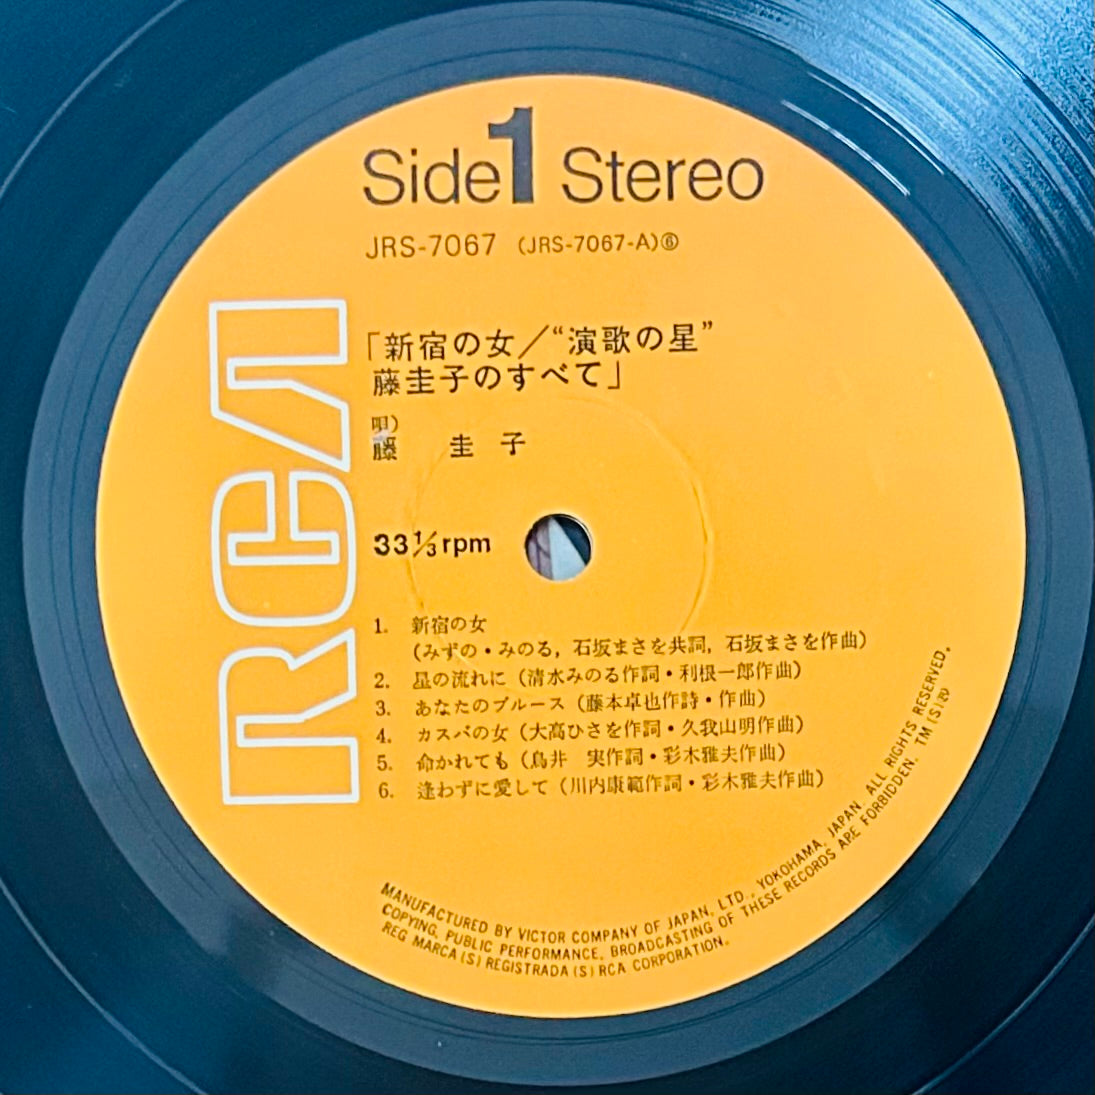 Side 1 Stereo
JRS-7067 (JRS-7067-A)⑥
RCA
「新宿の女／“演歌の星”
藤圭子のすべて」
唄)
藤 圭子
33⅓rpm
1. 新宿の女
(みずの・みのる, 石坂まさを共詞, 石坂まさを作曲)
2. 星の流れに (清水みのる作詞・利根一郎作曲)
3. あなたのブルース (藤本卓也作詩・作曲)
4. カスバの女 (大高ひさを作詞・久我山明作曲)
5. 命かれても (鳥井 実作詞・彩木雅夫作曲)
6. 逢わずに愛して (川内康範作詞・彩木雅夫作曲)
MANUFACTURED BY VICTOR COMPANY OF JAPAN, LTD., YOKOHAMA, JAPAN. ALL RIGHTS RESERVED.
COPYING, PUBLIC PERFORMANCE, BROADCASTING OF THESE RECORDS ARE FORBIDDEN. TM (S)
REG MARCA (S) REGISTRADA (S) RCA CORPORATION.